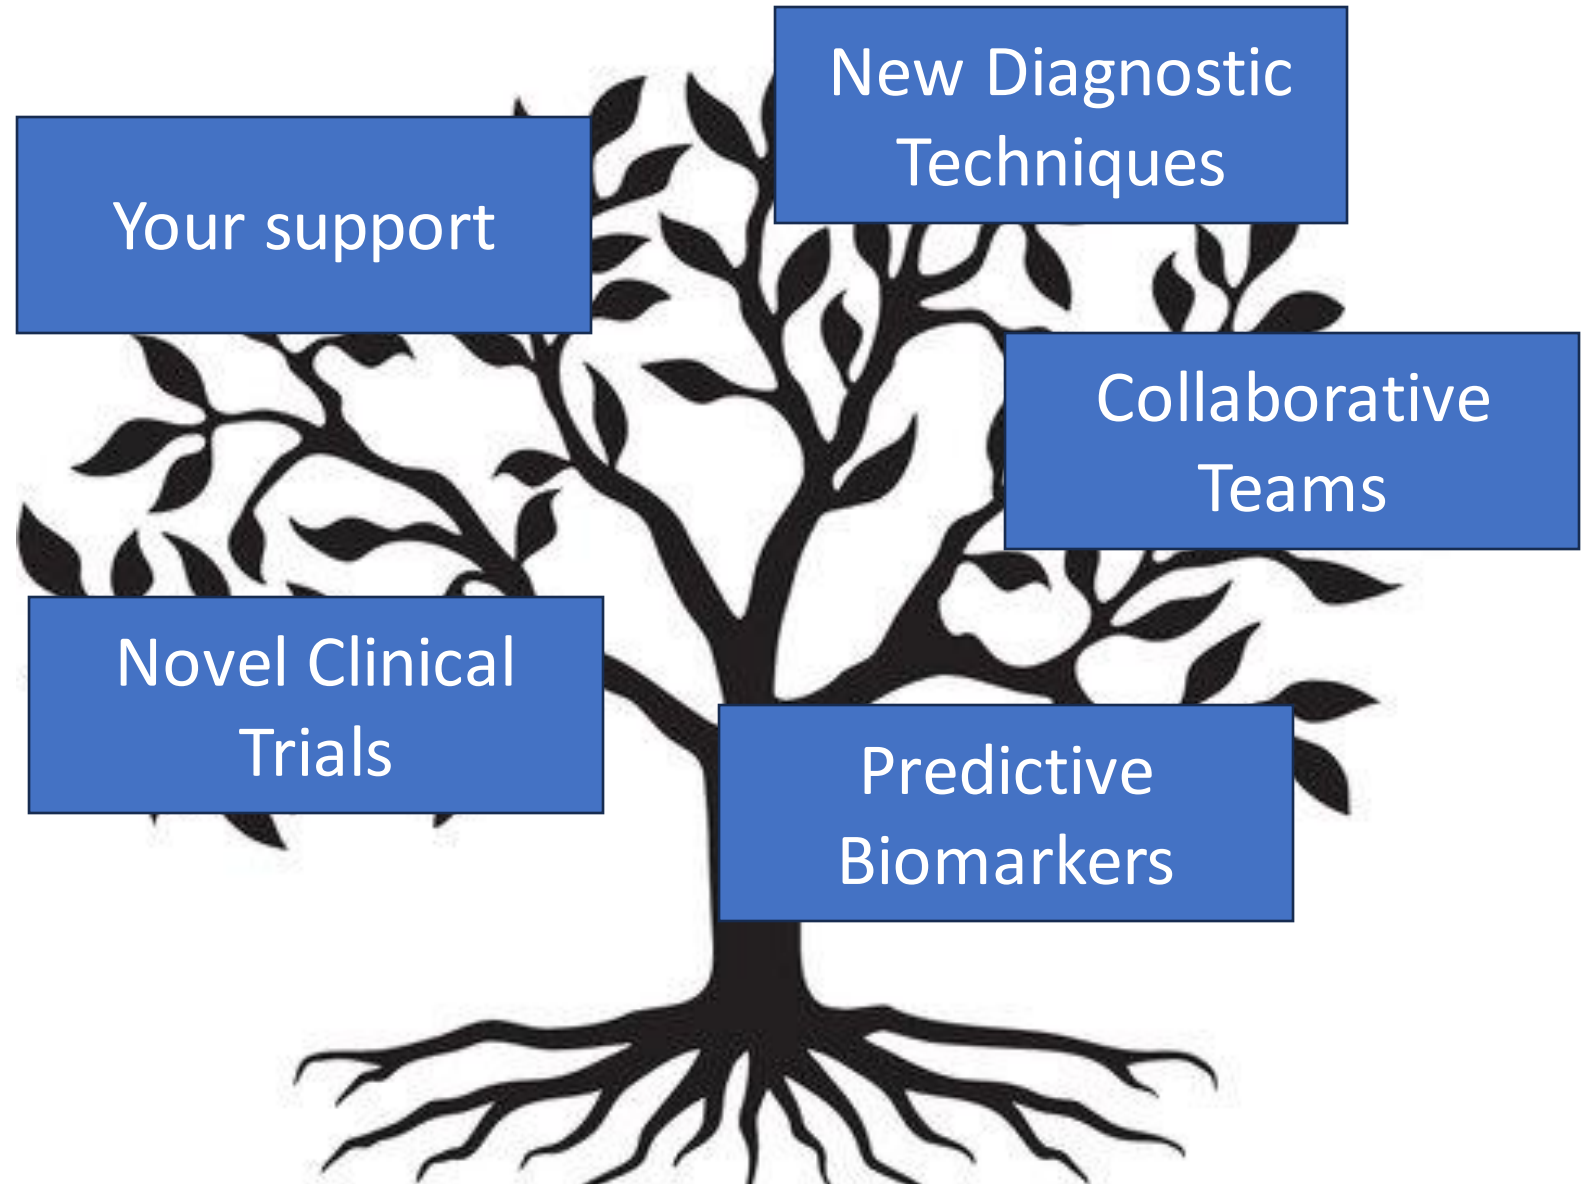 New Diagnostic
Techniques
Your support
Collaborative
Teams
Novel Clinical
Trials
Predictive
Biomarkers